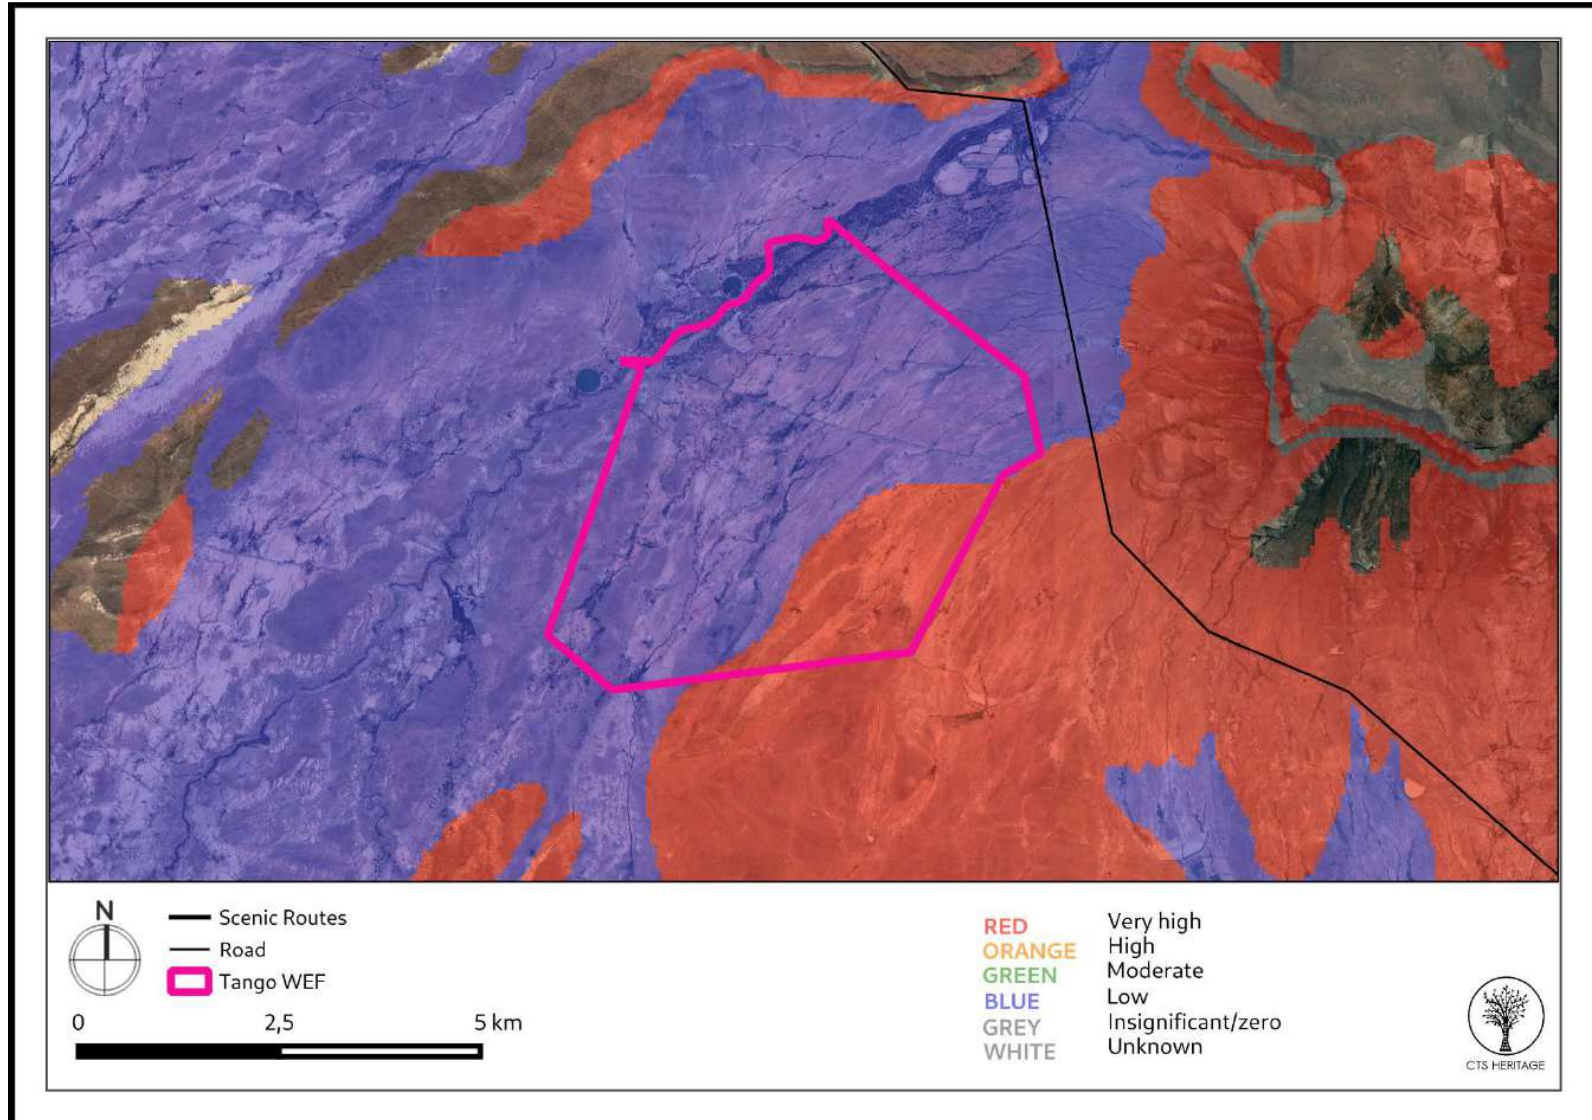 N
Scenic Routes
Road
Tango WEF
0 2,5 5 km
RED Very high
ORANGE High
GREEN Moderate
BLUE Low
GREY Insignificant/zero
WHITE Unknown
CTS HERITAGE